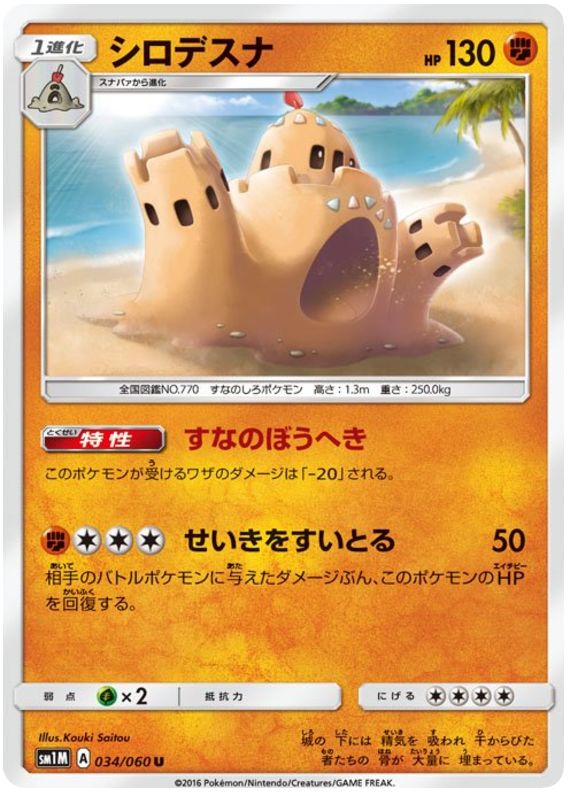 1進化
シロデスナ
HP 130
スナバァから進化
全国図鑑NO.770 すなのしろポケモン 高さ:1.3m 重さ:250.0kg
とくせい
特性 すなのぼうへき
このポケモンが受けるワザのダメージは「-20」される。
せいきをすいとる 50
相手のバトルポケモンに与えたダメージぶん、このポケモンのHP
を回復する。
弱点 ×2 抵抗力 にげる
Illus.Kouki Saitou
城の 下には 精気を 吸われ 干からびた
者たちの 骨が 大量に 埋まっている。
SM1M A 034/060 U
©2016 Pokémon/Nintendo/Creatures/GAME FREAK.